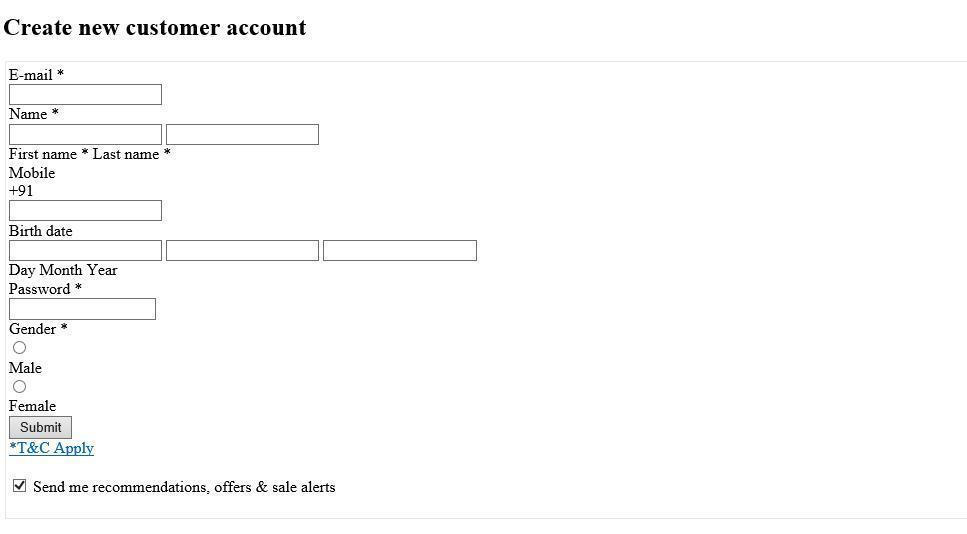 Create new customer account
E-mail *
Name *
First name * Last name *
Mobile
+91
Birth date
Day Month Year
Password *
Gender *
Male
Female
Submit
*T&C Apply
Send me recommendations, offers & sale alerts